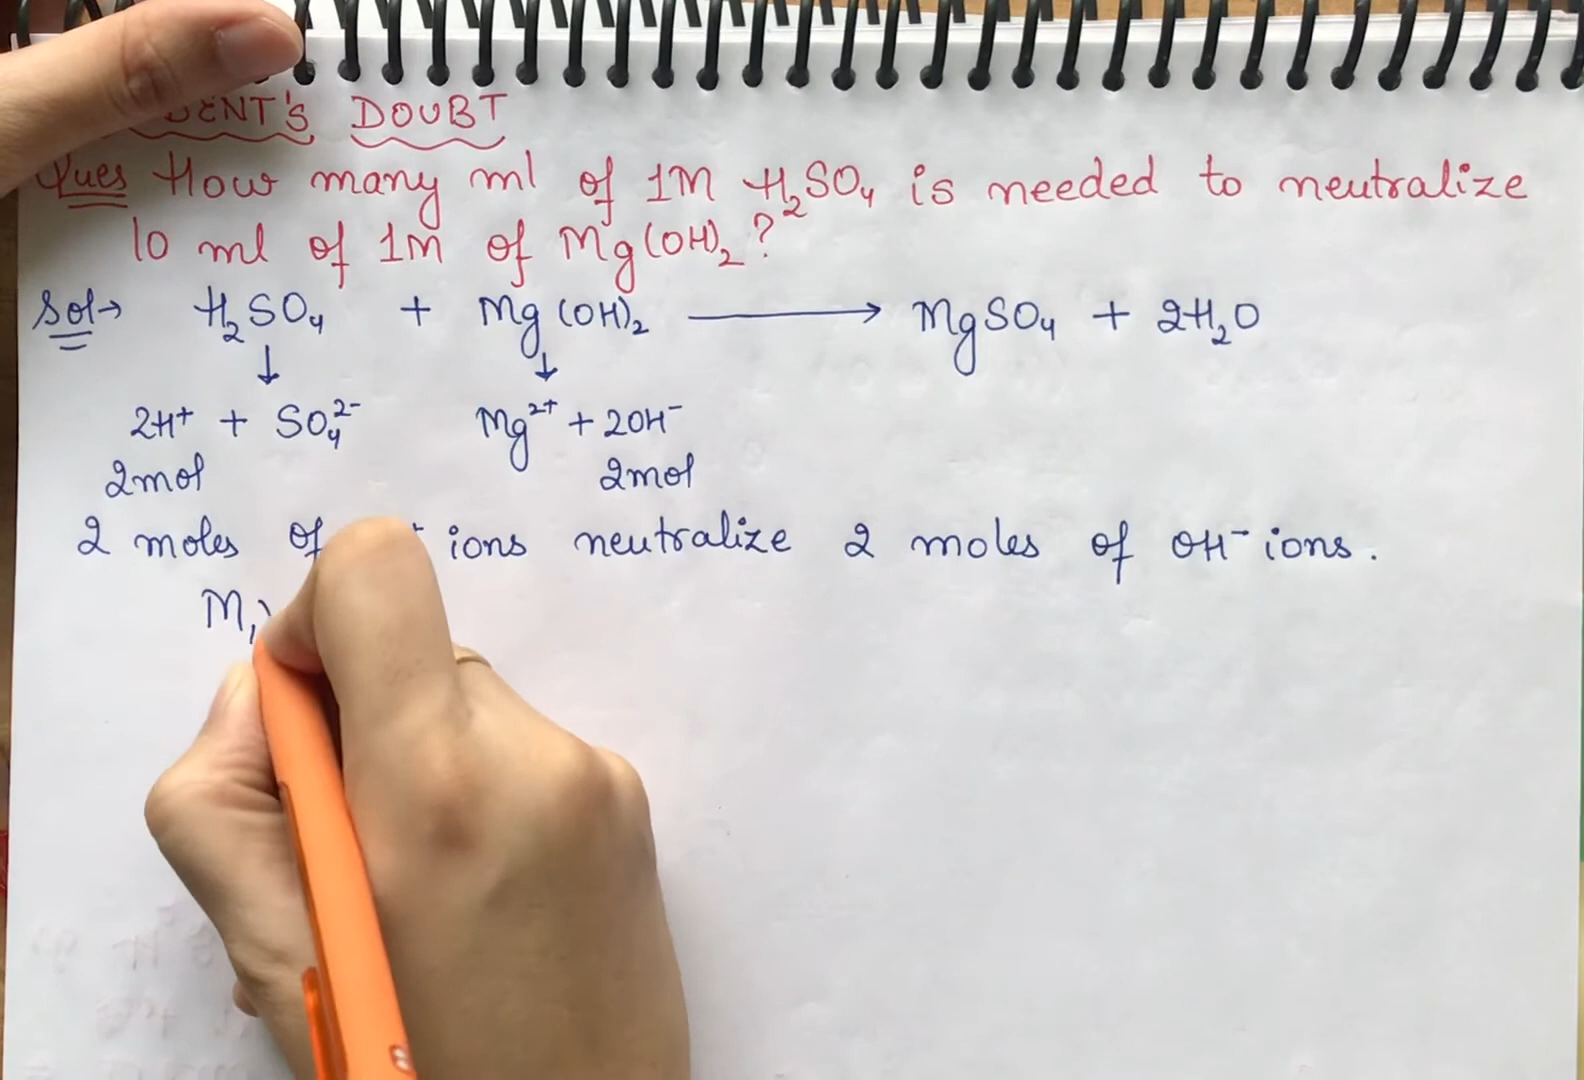 DENT'S DOUBT
Ques How many ml of 1M H₂SO₄ is needed to neutralize
10 ml of 1M of Mg(OH)₂?
Sol→ H₂SO₄ + Mg(OH)₂ ⟶ MgSO₄ + 2H₂O
↓ ↓
2H⁺ + SO₄²⁻ Mg²⁺ + 2OH⁻
2mol 2mol
2 moles of ions neutralize 2 moles of OH⁻ ions.
M₁